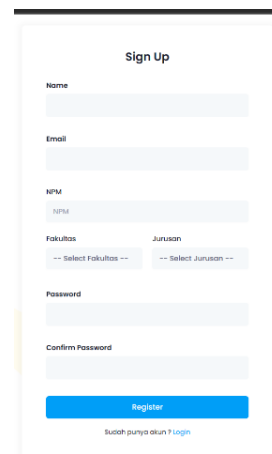 Sign Up
Name
Email
NPM
NPM
Fakultas Jurusan
-- Select Fakultas -- -- Select Jurusan --
Password
Confirm Password
Register
Sudah punya akun ? Login